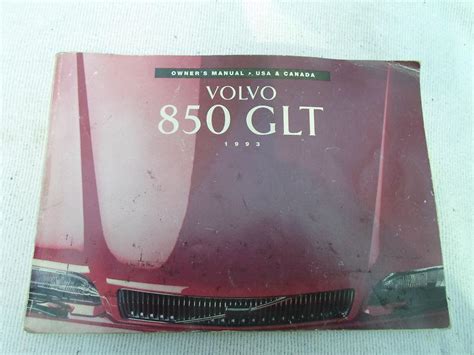 OWNER'S MANUAL • USA & CANADA
VOLVO
850 GLT
1993